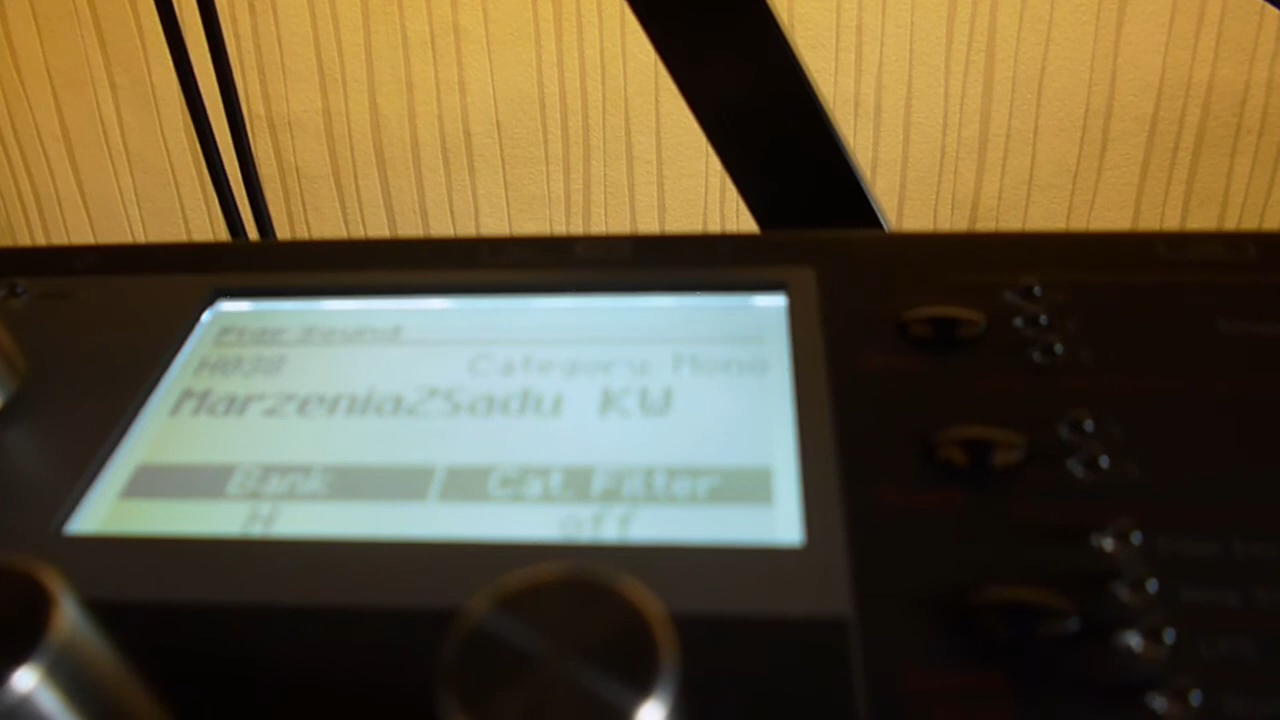 Play Sound
H038 Category: Mono
Marzenia2Sadu KW
Bank Cat. Filter
H off